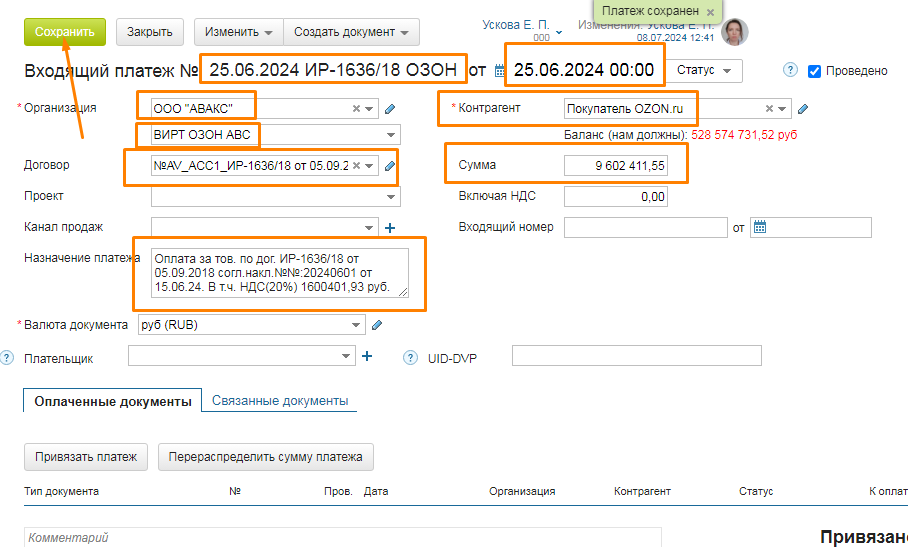 Платеж сохранен ×
Сохранить Закрыть Изменить Создать документ Ускова Е. П. Изменения: Ускова Е. П.
000 08.07.2024 12:41
Входящий платеж № 25.06.2024 ИР-1636/18 ОЗОН от 25.06.2024 00:00 Статус ? Проведено
* Организация ООО "АВАКС" * Контрагент Покупатель OZON.ru
ВИРТ ОЗОН АВС Баланс (нам должны): 528 574 731,52 руб
Договор №AV_ACC1_ИР-1636/18 от 05.09.2 Сумма 9 602 411,55
Проект Включая НДС 0,00
Канал продаж + Входящий номер от
Назначение платежа Оплата за тов. по дог. ИР-1636/18 от
05.09.2018 согл.накл.№№:20240601 от
15.06.24. В т.ч. НДС(20%) 1600401,93 руб.
* Валюта документа руб (RUB)
? Плательщик + ? UID-DVP
Оплаченные документы Связанные документы
Привязать платеж Перераспределить сумму платежа
Тип документа № Пров. Дата Организация Контрагент Статус К оплат
Комментарий Привязано